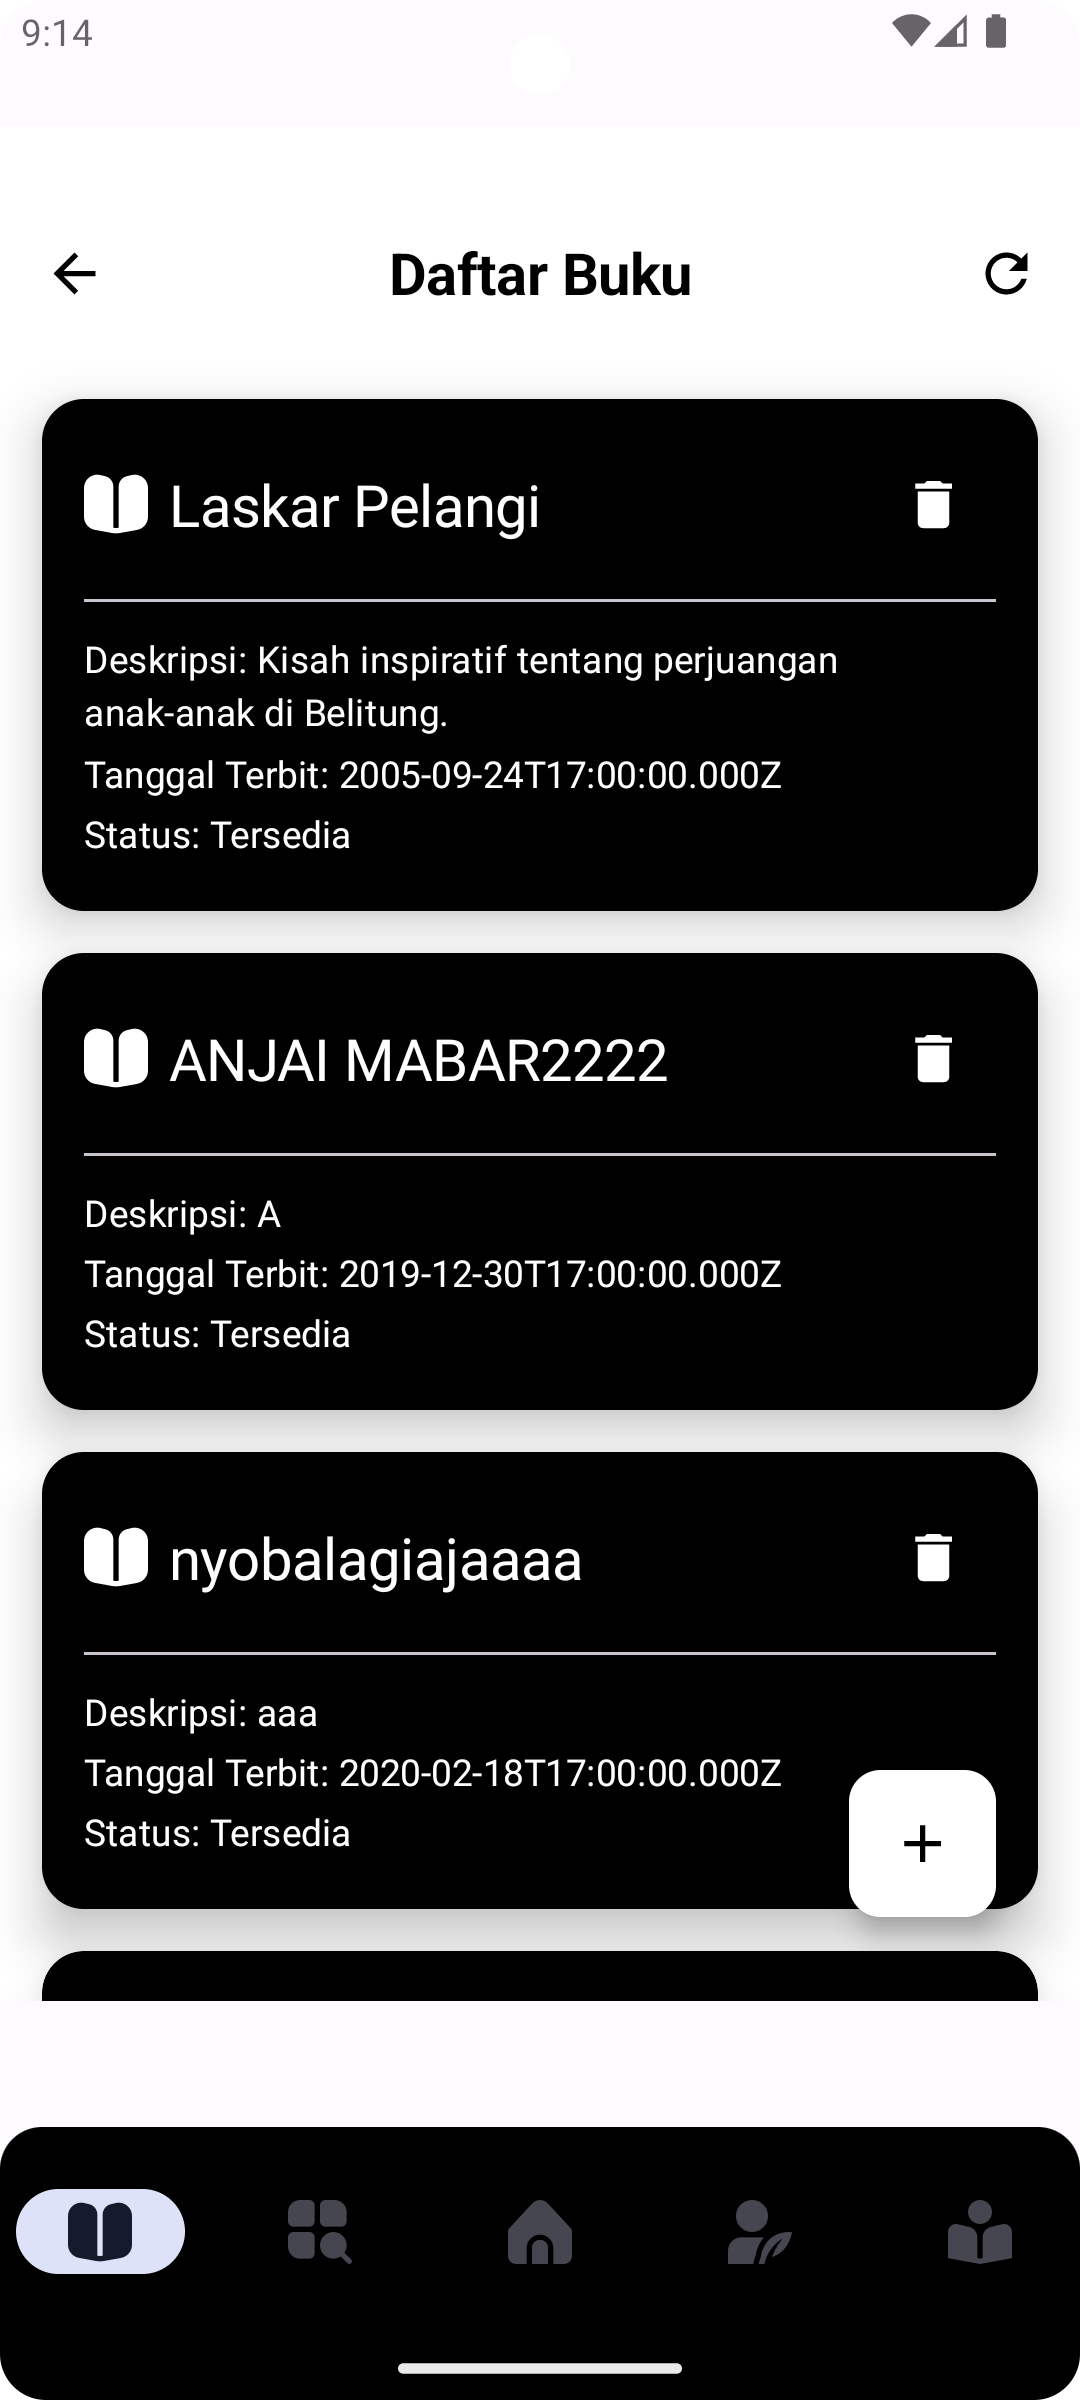 9:14
Daftar Buku
Laskar Pelangi
Deskripsi: Kisah inspiratif tentang perjuangan
anak-anak di Belitung.
Tanggal Terbit: 2005-09-24T17:00:00.000Z
Status: Tersedia
ANJAI MABAR2222
Deskripsi: A
Tanggal Terbit: 2019-12-30T17:00:00.000Z
Status: Tersedia
nyobalagiajaaaa
Deskripsi: aaa
Tanggal Terbit: 2020-02-18T17:00:00.000Z
Status: Tersedia